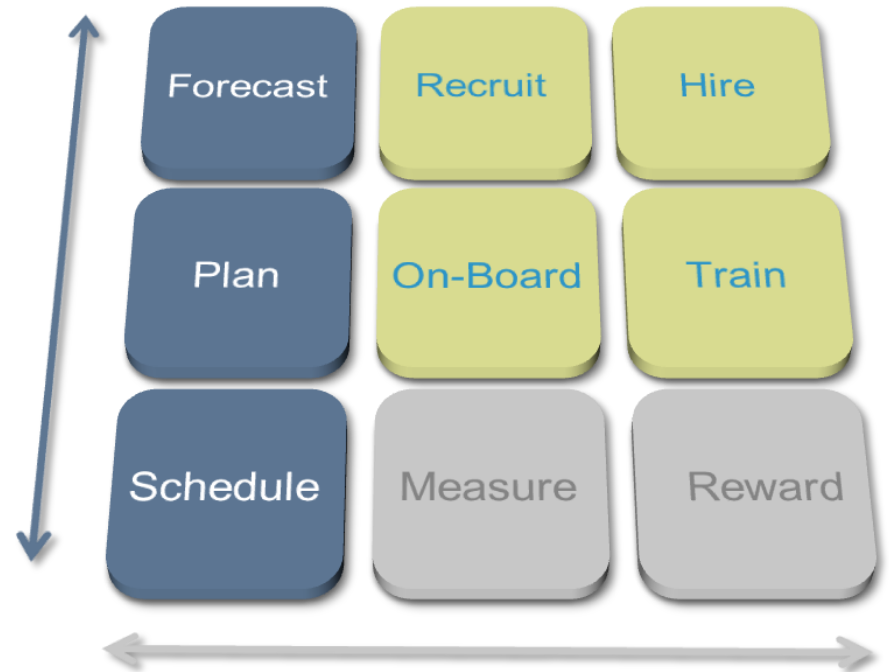 Forecast
Recruit
Hire
Plan
On-Board
Train
Schedule
Measure
Reward